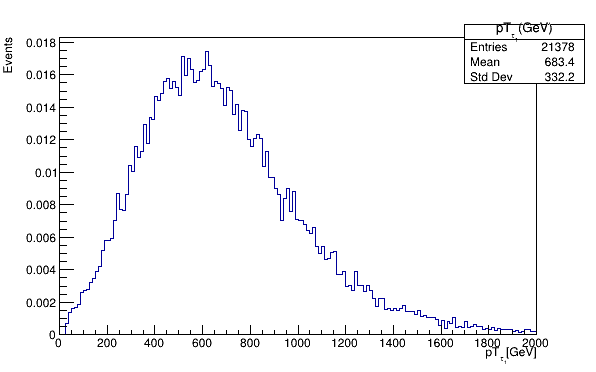 pT_τ_1 (GeV)
Entries 21378
Mean 683.4
Std Dev 332.2
Events
0.018
0.016
0.014
0.012
0.01
0.008
0.006
0.004
0.002
0
0 200 400 600 800 1000 1200 1400 1600 1800 2000
pT_τ_1 [GeV]